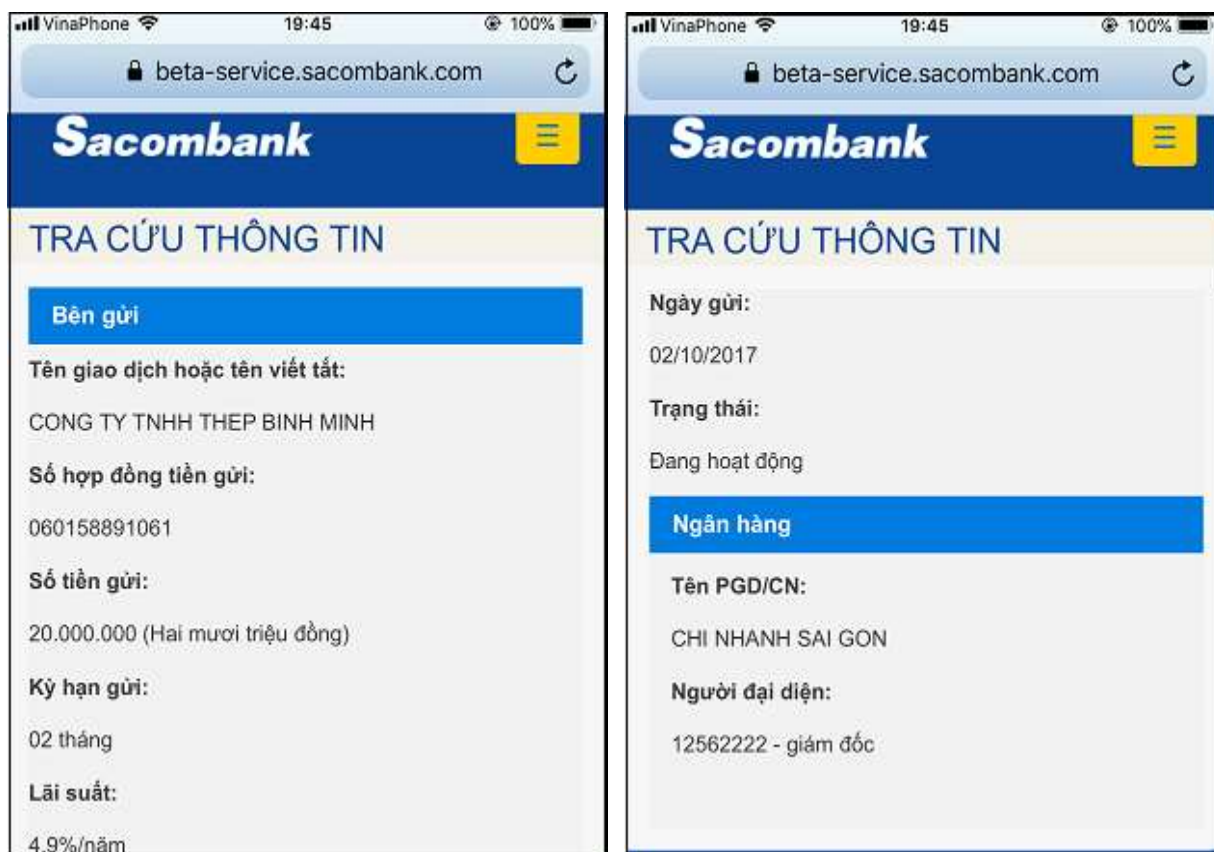 VinaPhone 19:45 100%
beta-service.sacombank.com
Sacombank
TRA CỨU THÔNG TIN
Bên gửi
Tên giao dịch hoặc tên viết tắt:
CONG TY TNHH THEP BINH MINH
Số hợp đồng tiền gửi:
060158891061
Số tiền gửi:
20.000.000 (Hai mươi triệu đồng)
Kỳ hạn gửi:
02 tháng
Lãi suất:
4.9%/năm
VinaPhone 19:45 100%
beta-service.sacombank.com
Sacombank
TRA CỨU THÔNG TIN
Ngày gửi:
02/10/2017
Trạng thái:
Đang hoạt động
Ngân hàng
Tên PGD/CN:
CHI NHANH SAI GON
Người đại diện:
12562222 - giám đốc